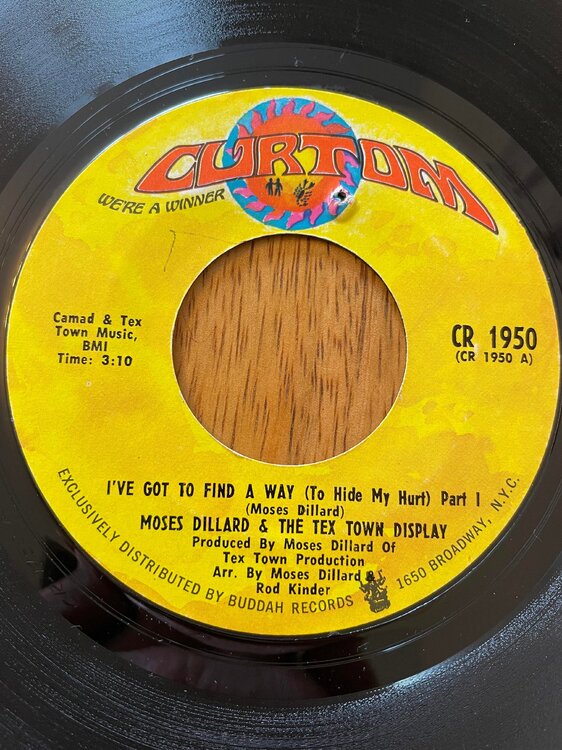 CURTOM
WE'RE A WINNER
Camad & Tex
Town Music,
BMI
Time: 3:10
CR 1950
(CR 1950 A)
I'VE GOT TO FIND A WAY (To Hide My Hurt) Part I
(Moses Dillard)
MOSES DILLARD & THE TEX TOWN DISPLAY
Produced By Moses Dillard Of
Tex Town Production
Arr. By Moses Dillard &
Rod Kinder
EXCLUSIVELY DISTRIBUTED BY BUDDAH RECORDS 1650 BROADWAY, N.Y.C.